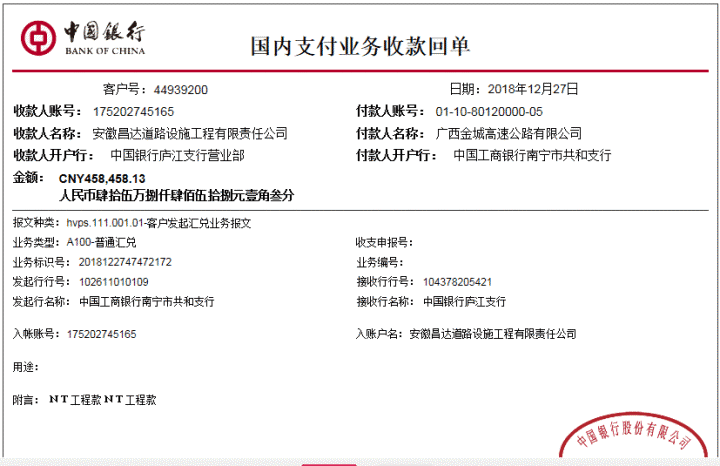 中国银行
BANK OF CHINA
国内支付业务收款回单
客户号：44939200 日期：2018年12月27日
收款人账号：175202745165 付款人账号：01-10-80120000-05
收款人名称：安徽昌达道路设施工程有限责任公司 付款人名称：广西金城高速公路有限公司
收款人开户行：中国银行庐江支行营业部 付款人开户行：中国工商银行南宁市共和支行
金额：CNY458,458.13
人民币肆拾伍万捌仟肆佰伍拾捌元壹角叁分
报文种类：hvps.111.001.01-客户发起汇兑业务报文
业务类型：A100-普通汇兑 收支申报号：
业务标识号：2018122747472172 业务编号：
发起行行号：102611010109 接收行行号：104378205421
发起行名称：中国工商银行南宁市共和支行 接收行名称：中国银行庐江支行
入帐账号：175202745165 入账户名：安徽昌达道路设施工程有限责任公司
用途：
附言：NT工程款NT工程款
中国银行股份有限公司